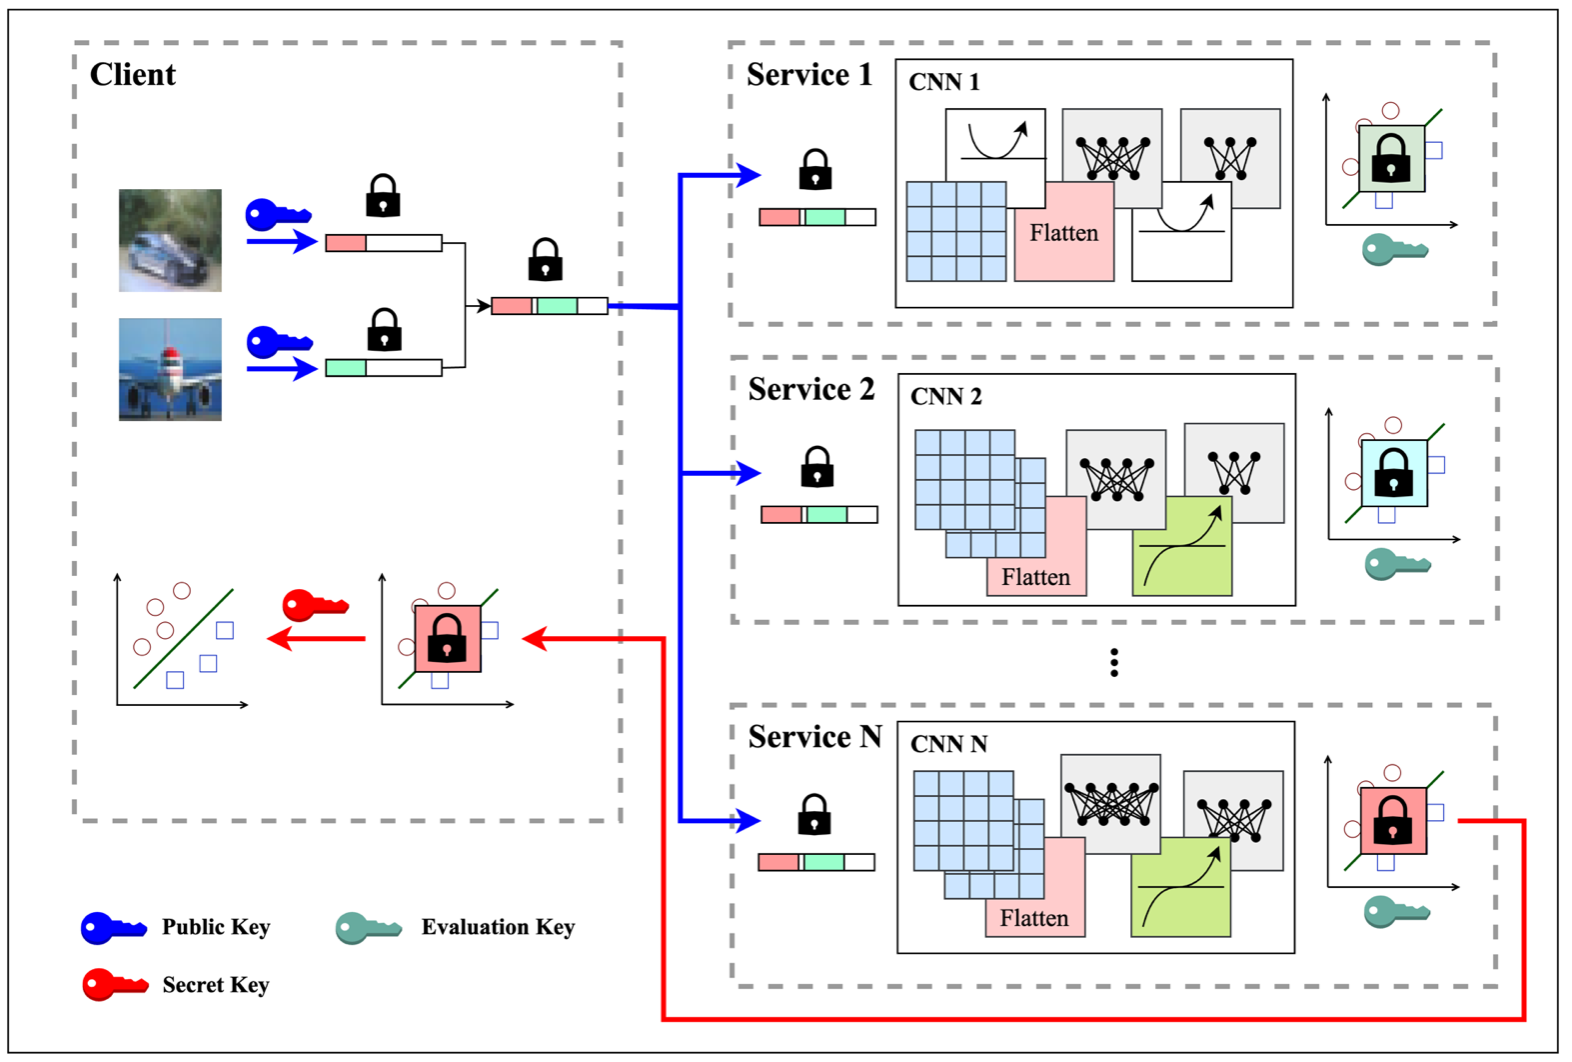 Client
Service 1
CNN 1
Flatten
Service 2
CNN 2
Flatten
Service N
CNN N
Flatten
Public Key
Evaluation Key
Secret Key